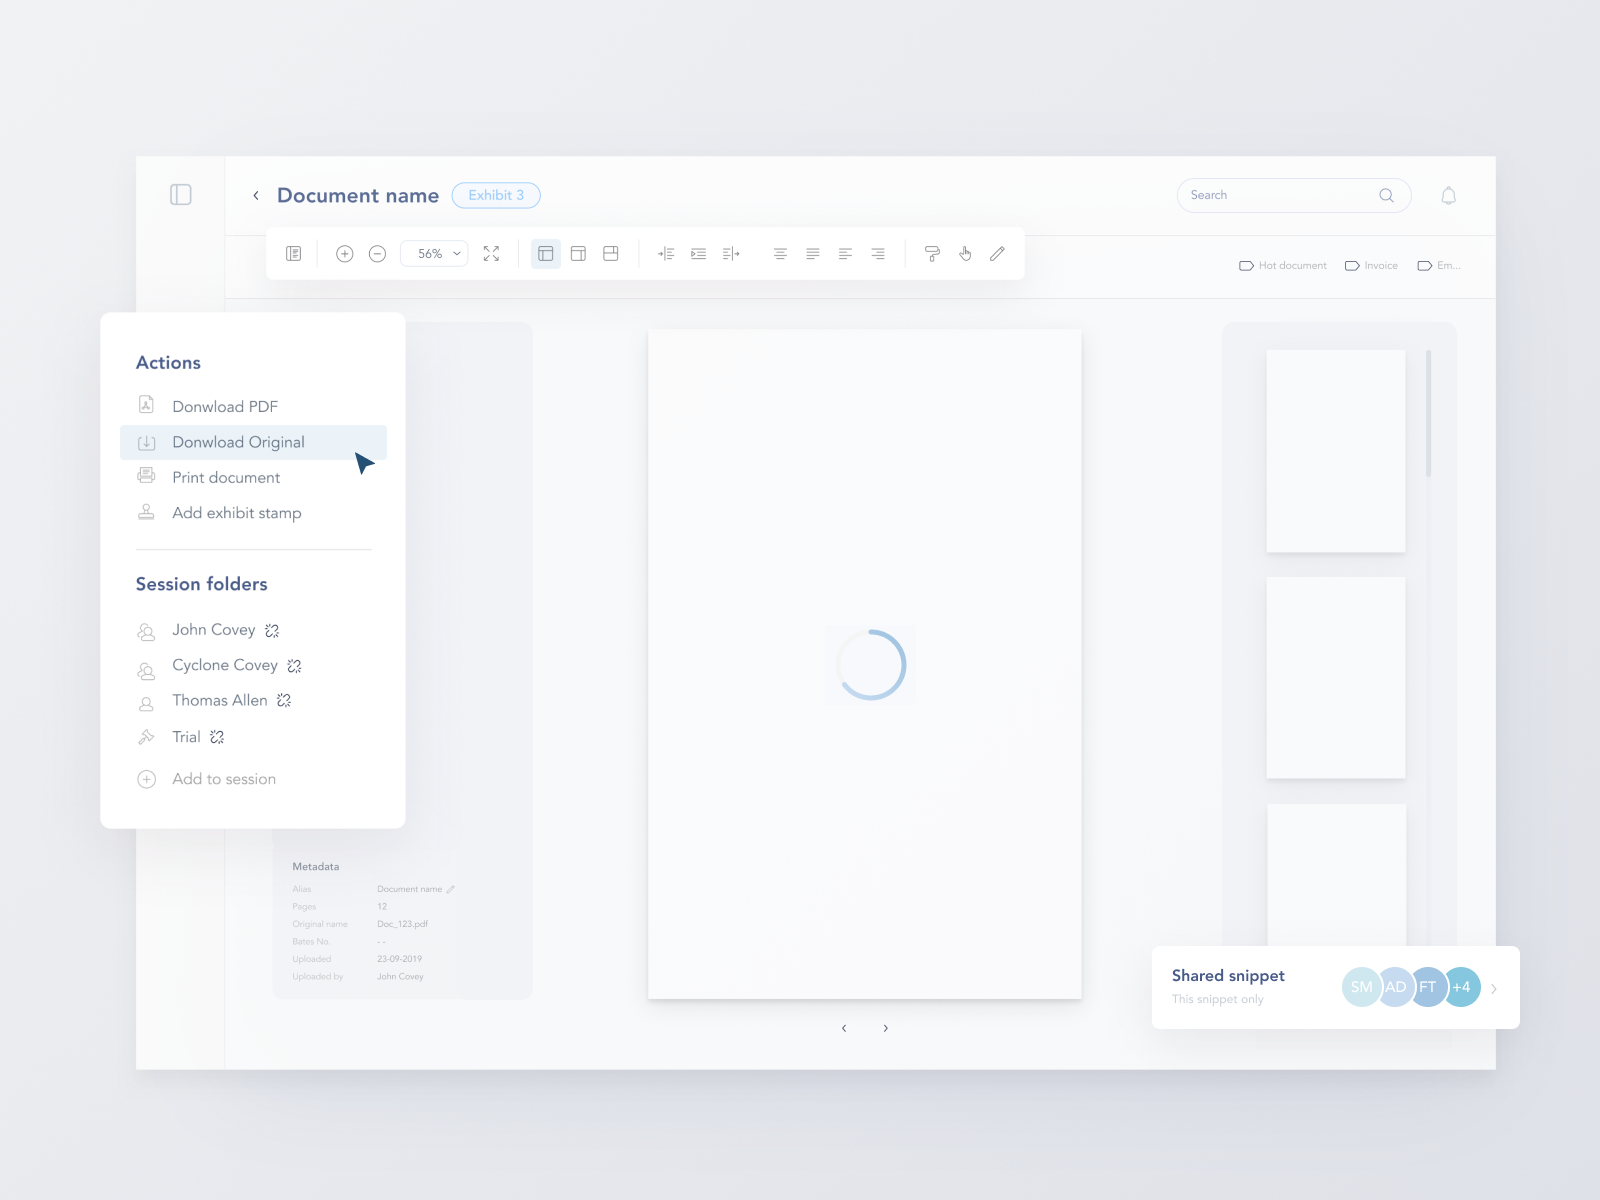 Document name
Exhibit 3
Search
56%
Hot document
Invoice
Em...
Actions
Donwload PDF
Donwload Original
Print document
Add exhibit stamp
Session folders
John Covey
Cyclone Covey
Thomas Allen
Trial
Add to session
Metadata
Alias Document name
Pages 12
Original name Doc_123.pdf
Bates No. - -
Uploaded 23-09-2019
Uploaded by John Covey
Shared snippet
This snippet only
SM AD FT +4